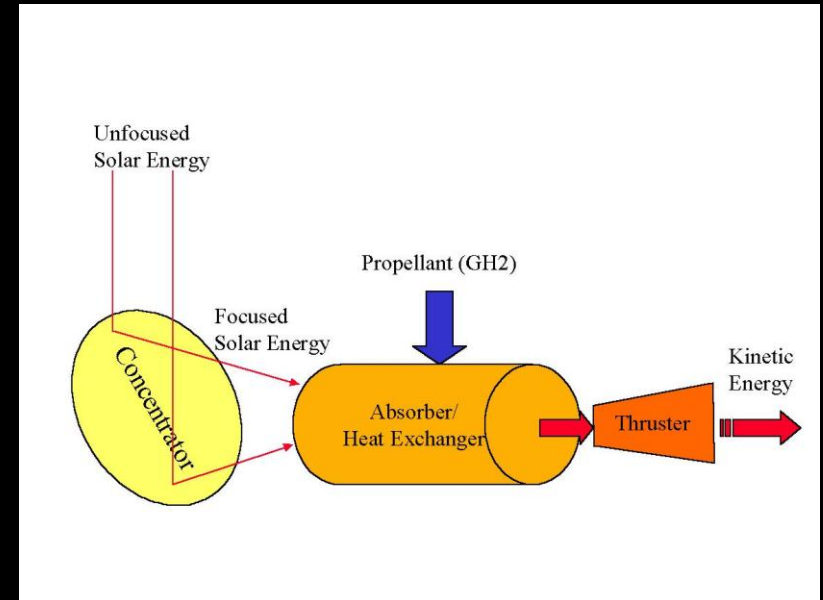 Unfocused
Solar Energy
Propellant (GH2)
Focused
Solar Energy
Concentrator
Absorber/
Heat Exchanger
Thruster
Kinetic
Energy